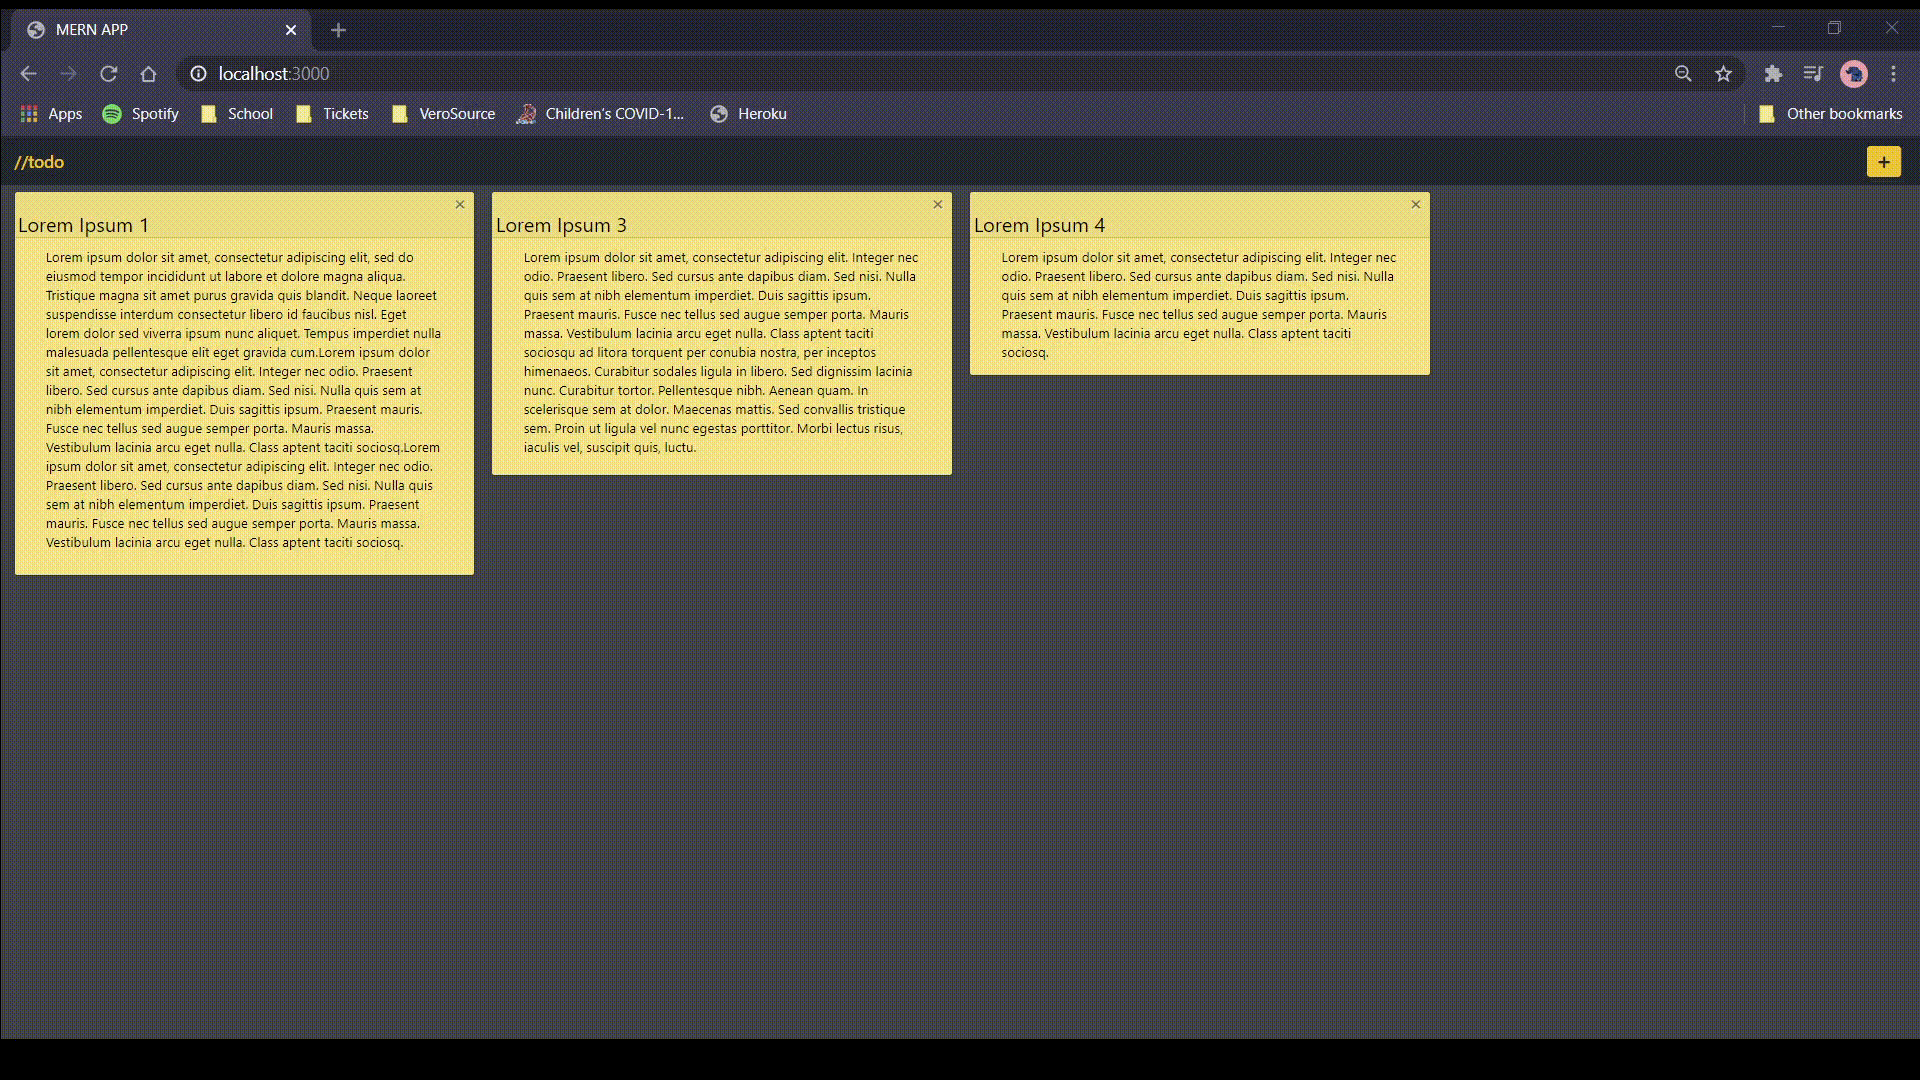 MERN APP
localhost:3000
Apps
Spotify
School
Tickets
VeroSource
Children's COVID-1...
Heroku
Other bookmarks
//todo
+
Lorem Ipsum 1
Lorem ipsum dolor sit amet, consectetur adipiscing elit, sed do
eiusmod tempor incididunt ut labore et dolore magna aliqua.
Tristique magna sit amet purus gravida quis blandit. Neque laoreet
suspendisse interdum consectetur libero id faucibus nisl. Eget
lorem dolor sed viverra ipsum nunc aliquet. Tempus imperdiet nulla
malesuada pellentesque elit eget gravida cum.Lorem ipsum dolor
sit amet, consectetur adipiscing elit. Integer nec odio. Praesent
libero. Sed cursus ante dapibus diam. Sed nisi. Nulla quis sem at
nibh elementum imperdiet. Duis sagittis ipsum. Praesent mauris.
Fusce nec tellus sed augue semper porta. Mauris massa.
Vestibulum lacinia arcu eget nulla. Class aptent taciti sociosq.Lorem
ipsum dolor sit amet, consectetur adipiscing elit. Integer nec odio.
Praesent libero. Sed cursus ante dapibus diam. Sed nisi. Nulla quis
sem at nibh elementum imperdiet. Duis sagittis ipsum. Praesent
mauris. Fusce nec tellus sed augue semper porta. Mauris massa.
Vestibulum lacinia arcu eget nulla. Class aptent taciti sociosq.
Lorem Ipsum 3
Lorem ipsum dolor sit amet, consectetur adipiscing elit. Integer nec
odio. Praesent libero. Sed cursus ante dapibus diam. Sed nisi. Nulla
quis sem at nibh elementum imperdiet. Duis sagittis ipsum.
Praesent mauris. Fusce nec tellus sed augue semper porta. Mauris
massa. Vestibulum lacinia arcu eget nulla. Class aptent taciti
sociosqu ad litora torquent per conubia nostra, per inceptos
himenaeos. Curabitur sodales ligula in libero. Sed dignissim lacinia
nunc. Curabitur tortor. Pellentesque nibh. Aenean quam. In
scelerisque sem at dolor. Maecenas mattis. Sed convallis tristique
sem. Proin ut ligula vel nunc egestas porttitor. Morbi lectus risus,
iaculis vel, suscipit quis, luctu.
Lorem Ipsum 4
Lorem ipsum dolor sit amet, consectetur adipiscing elit. Integer nec
odio. Praesent libero. Sed cursus ante dapibus diam. Sed nisi. Nulla
quis sem at nibh elementum imperdiet. Duis sagittis ipsum.
Praesent mauris. Fusce nec tellus sed augue semper porta. Mauris
massa. Vestibulum lacinia arcu eget nulla. Class aptent taciti
sociosq.